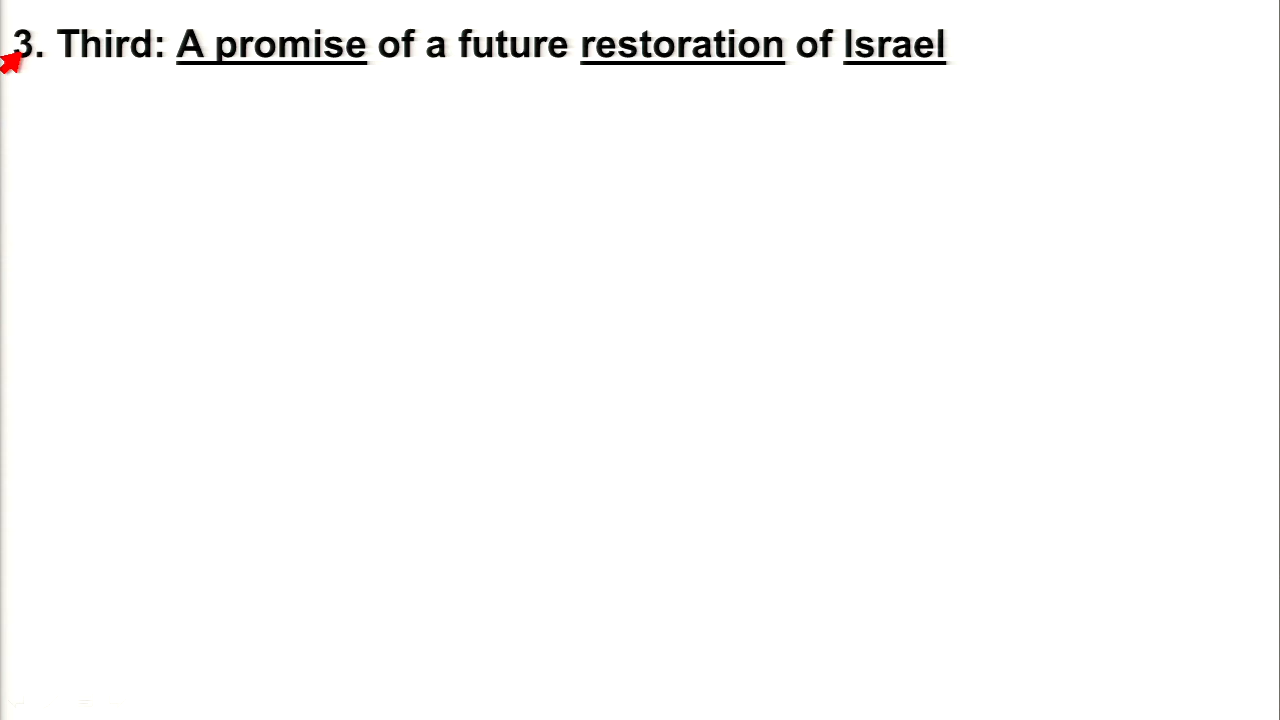 3. Third: A promise of a future restoration of Israel